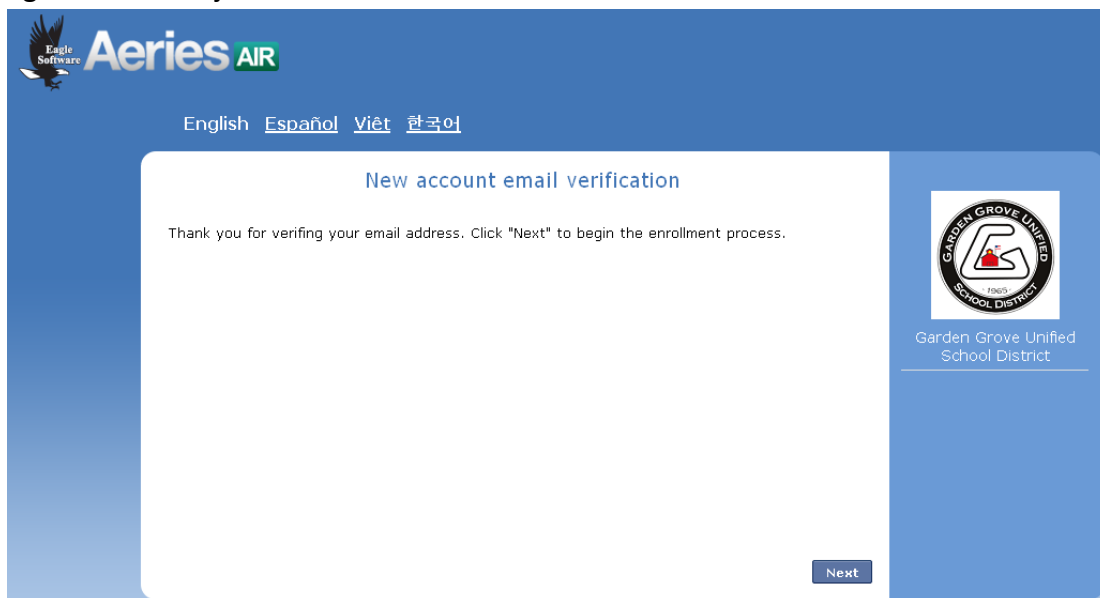 Eagle
Software
Aeries AIR
English Español Viêt 한국어
New account email verification
Thank you for verifing your email address. Click "Next" to begin the enrollment process.
GARDEN GROVE UNIFIED
· 1965 ·
SCHOOL DISTRICT
Garden Grove Unified
School District
Next